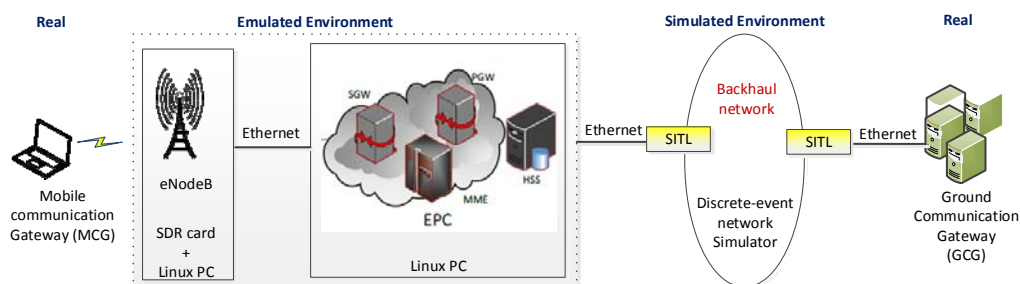 Real
Emulated Environment
Simulated Environment
Real
SGW
PGW
MME
HSS
EPC
Linux PC
eNodeB
SDR card
+
Linux PC
Ethernet
Mobile
communication
Gateway (MCG)
Ethernet
SITL
Backhaul
network
Discrete-event
network
Simulator
SITL
Ethernet
Ground
Communication
Gateway
(GCG)